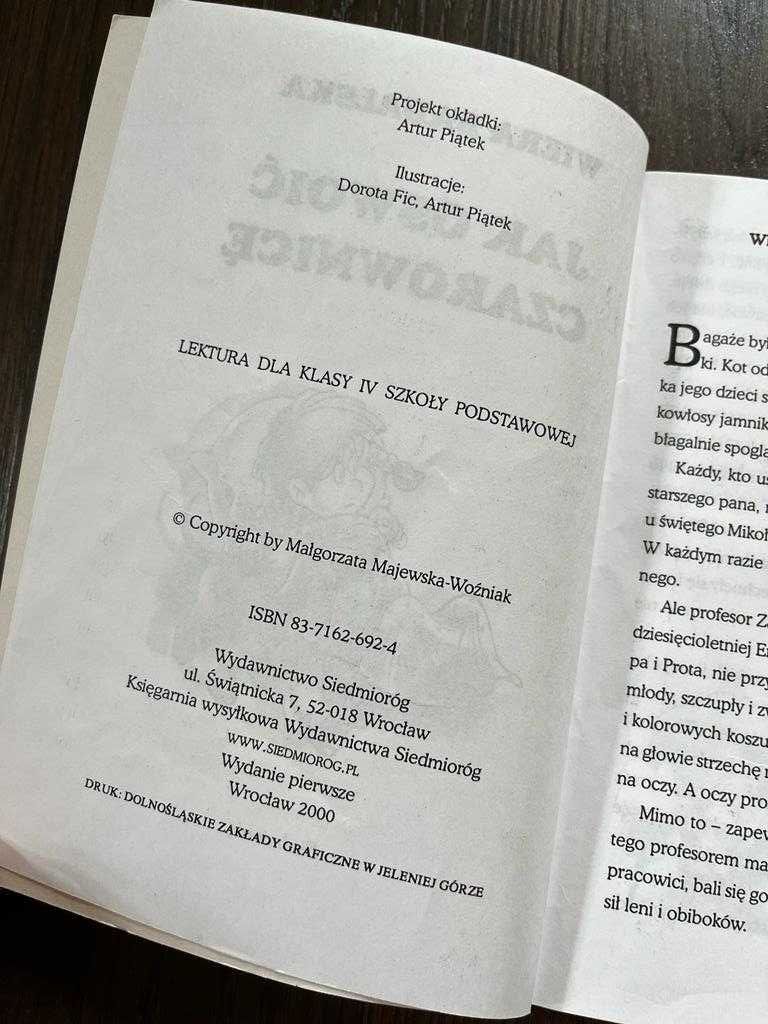 Projekt okładki:
Artur Piątek
Ilustracje:
Dorota Fic, Artur Piątek
LEKTURA DLA KLASY IV SZKOŁY PODSTAWOWEJ
© Copyright by Małgorzata Majewska-Woźniak
ISBN 83-7162-692-4
Wydawnictwo Siedmioróg
ul. Świątnicka 7, 52-018 Wrocław
Księgarnia wysyłkowa Wydawnictwa Siedmioróg
WWW.SIEDMIOROG.PL
Wydanie pierwsze
Wrocław 2000
DRUK: DOLNOŚLĄSKIE ZAKŁADY GRAFICZNE W JELENIEJ GÓRZE
Bagaże był
ki. Kot od
ka jego dzieci s
kowłosy jamnik
błagalnie spoglą
Każdy, kto us
starszego pana,
u świętego Mikoł
W każdym razie
nego.
Ale profesor Z
dziesięcioletniej E
pa i Prota, nie przy
młody, szczupły i zw
i kolorowych koszu
na głowie strzechę
na oczy. A oczy pro
Mimo to – zapew
tego profesorem ma
pracowici, bali się go
sił leni i obiboków.